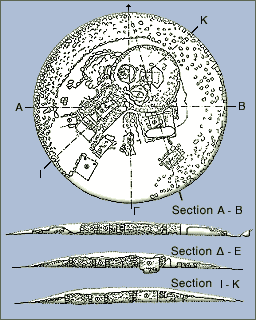 K
A
B
I
Γ
Section A - B
Section Δ - E
Section I - K